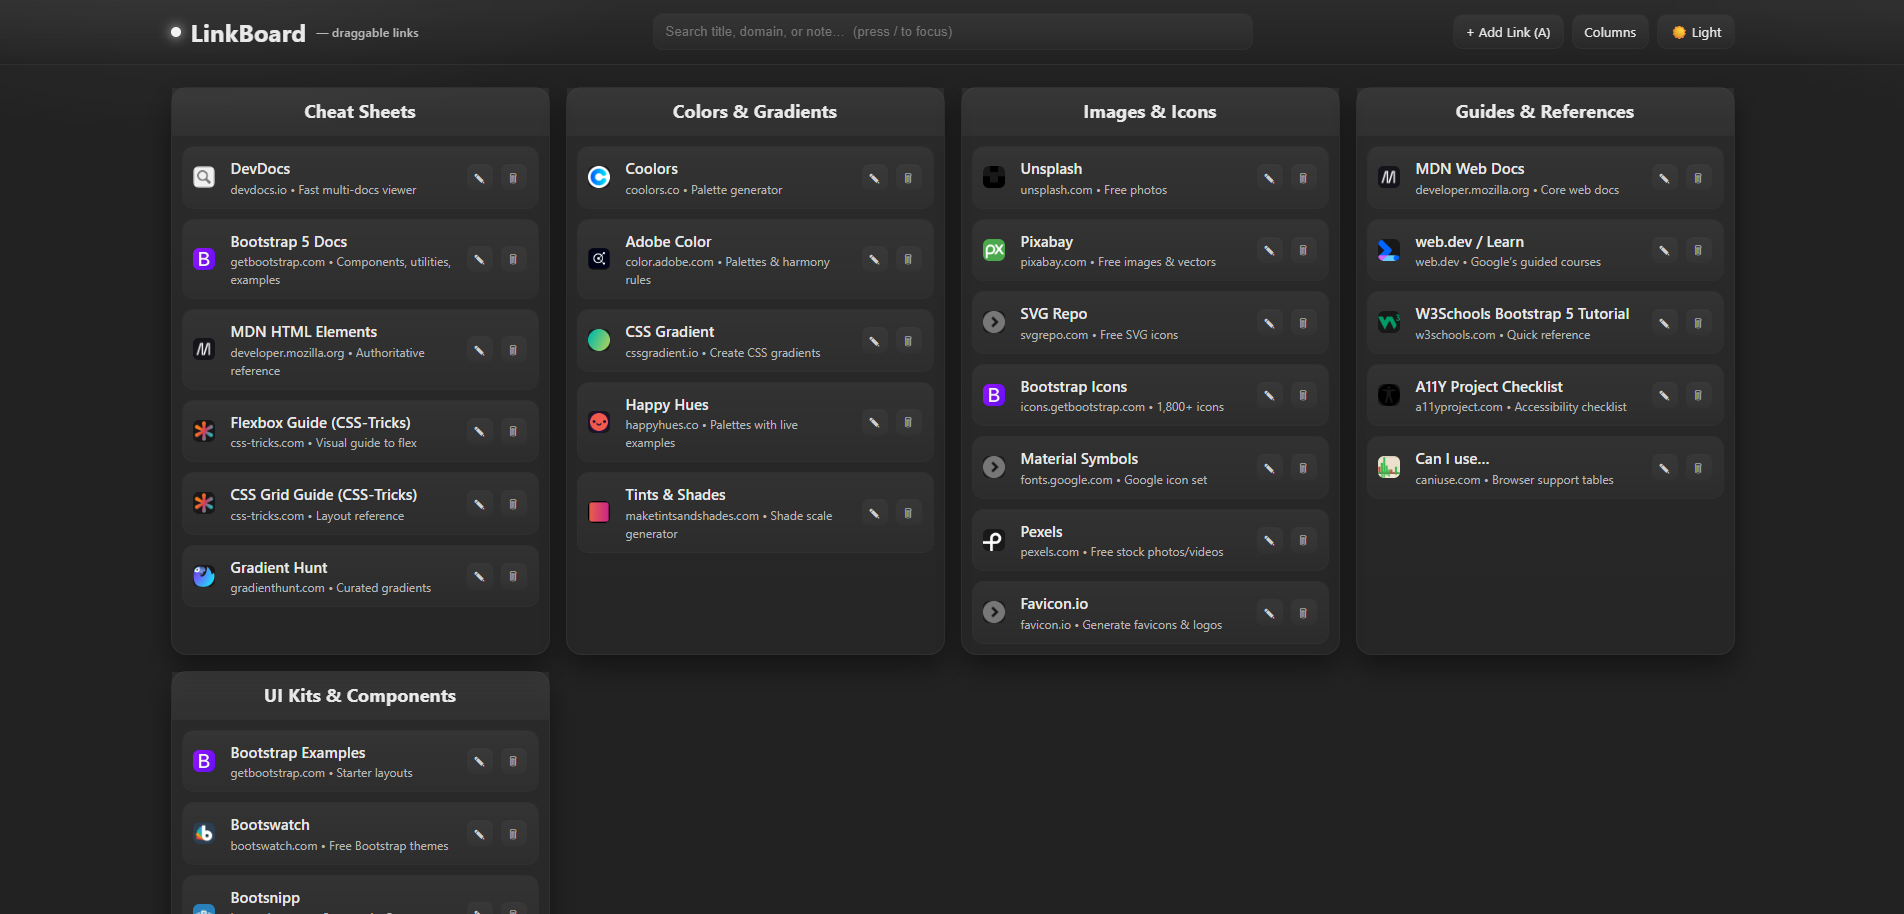 LinkBoard — draggable links
Search title, domain, or note... (press / to focus)
+ Add Link (A)
Columns
Light
Cheat Sheets
DevDocs
devdocs.io • Fast multi-docs viewer
Bootstrap 5 Docs
getbootstrap.com • Components, utilities,
examples
MDN HTML Elements
developer.mozilla.org • Authoritative
reference
Flexbox Guide (CSS-Tricks)
css-tricks.com • Visual guide to flex
CSS Grid Guide (CSS-Tricks)
css-tricks.com • Layout reference
Gradient Hunt
gradienthunt.com • Curated gradients
Colors & Gradients
Coolors
coolors.co • Palette generator
Adobe Color
color.adobe.com • Palettes & harmony
rules
CSS Gradient
cssgradient.io • Create CSS gradients
Happy Hues
happyhues.co • Palettes with live
examples
Tints & Shades
maketintsandshades.com • Shade scale
generator
Images & Icons
Unsplash
unsplash.com • Free photos
Pixabay
pixabay.com • Free images & vectors
SVG Repo
svgrepo.com • Free SVG icons
Bootstrap Icons
icons.getbootstrap.com • 1,800+ icons
Material Symbols
fonts.google.com • Google icon set
Pexels
pexels.com • Free stock photos/videos
Favicon.io
favicon.io • Generate favicons & logos
Guides & References
MDN Web Docs
developer.mozilla.org • Core web docs
web.dev / Learn
web.dev • Google's guided courses
W3Schools Bootstrap 5 Tutorial
w3schools.com • Quick reference
A11Y Project Checklist
a11yproject.com • Accessibility checklist
Can I use...
caniuse.com • Browser support tables
UI Kits & Components
Bootstrap Examples
getbootstrap.com • Starter layouts
Bootswatch
bootswatch.com • Free Bootstrap themes
Bootsnipp